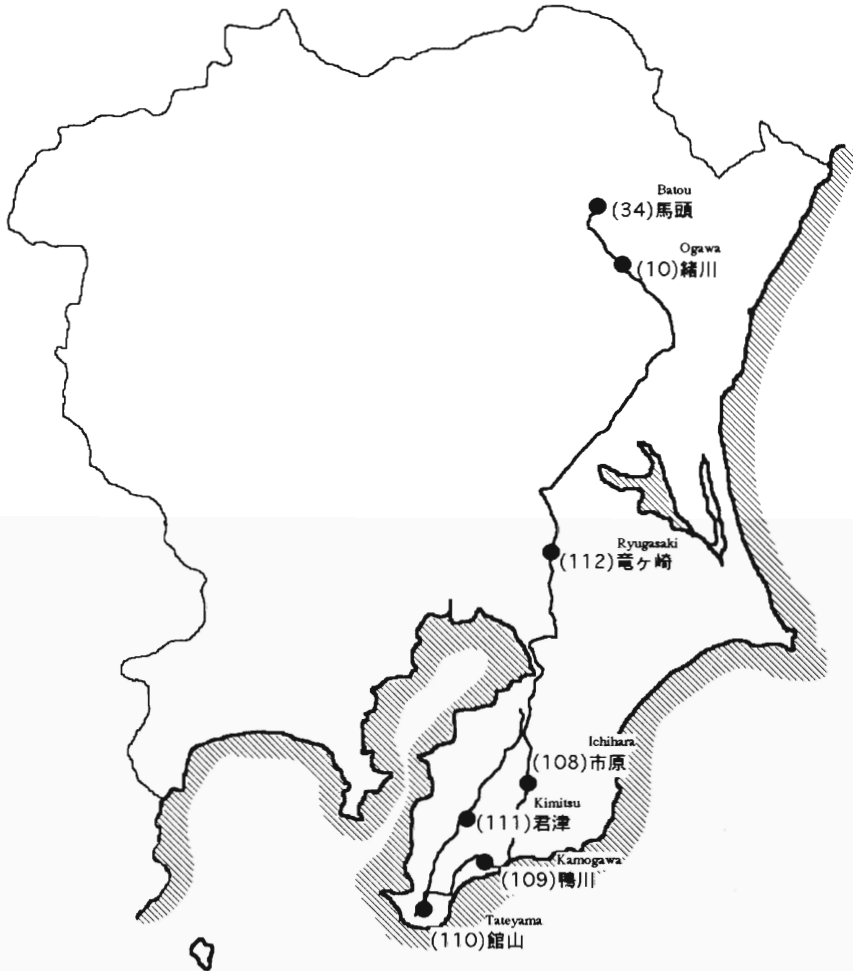 Batou
(34)馬頭
Ogawa
(10)緒川
Ryugasaki
(112)竜ヶ崎
Ichihara
(108)市原
Kimitsu
(111)君津
Kamogawa
(109)鴨川
Tateyama
(110)館山